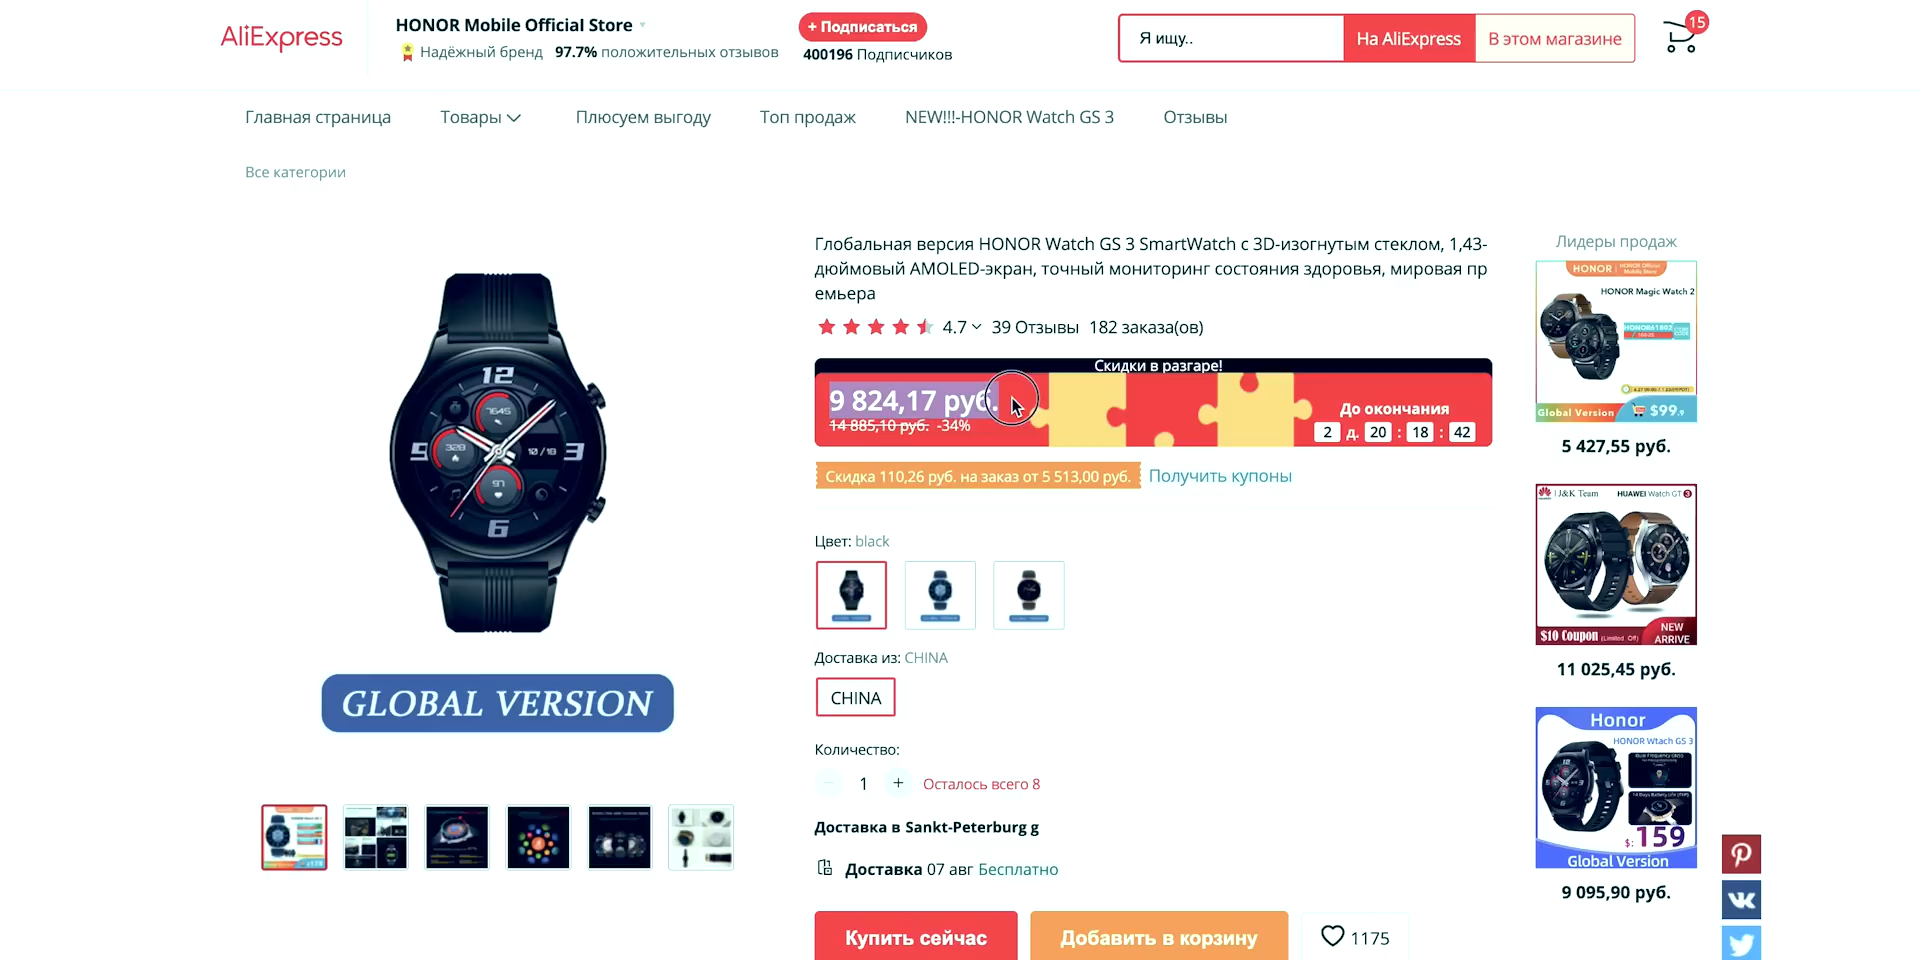 AliExpress
HONOR Mobile Official Store
Надёжный бренд 97.7% положительных отзывов
+ Подписаться
400196 Подписчиков
Я ищу..
На AliExpress
В этом магазине
15
Главная страница
Товары
Плюсуем выгоду
Топ продаж
NEW!!!-HONOR Watch GS 3
Отзывы
Все категории
GLOBAL VERSION
Глобальная версия HONOR Watch GS 3 SmartWatch с 3D-изогнутым стеклом, 1,43-
дюймовый AMOLED-экран, точный мониторинг состояния здоровья, мировая пр
емьера
4.7 39 Отзывы 182 заказа(ов)
Скидки в разгаре!
9 824,17 руб.
14 885,10 руб. -34%
До окончания
2 д. 20 : 18 : 42
Скидка 110,26 руб. на заказ от 5 513,00 руб.
Получить купоны
Цвет: black
Доставка из: CHINA
CHINA
Количество:
1 + Осталось всего 8
Доставка в Sankt-Peterburg g
Доставка 07 авг Бесплатно
Купить сейчас
Добавить в корзину
1175
Лидеры продаж
HONOR
HONOR Magic Watch 2
Global Version $99.9
5 427,55 руб.
J&K Team HUAWEI Watch GT 3
$10 Coupon (Limited Off)
NEW
ARRIVE
11 025,45 руб.
Honor
HONOR Wtach GS 3
$: 159
Global Version
9 095,90 руб.